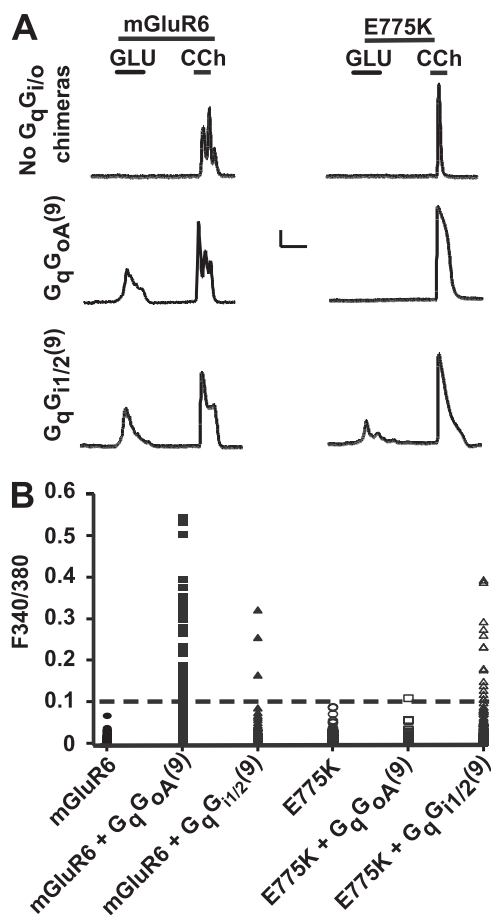 A
mGluR6
E775K
GLU
CCh
GLU
CCh
No GqGi/o
chimeras
GqGoA(9)
GqGi1/2(9)
B
F340/380
0.6
0.5
0.4
0.3
0.2
0.1
0
mGluR6
mGluR6 + GqGoA(9)
mGluR6 + GqGi1/2(9)
E775K
E775K + GqGoA(9)
E775K + GqGi1/2(9)